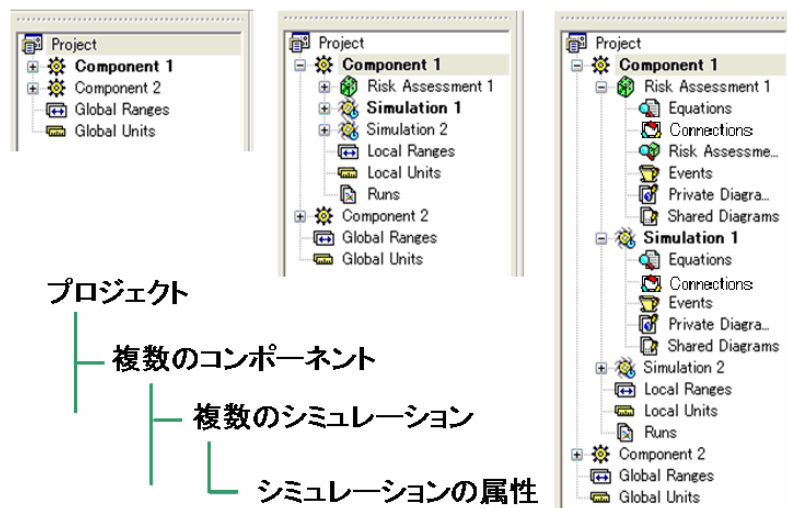 Project
Component 1
Component 2
Global Ranges
Global Units
Project
Component 1
Risk Assessment 1
Simulation 1
Simulation 2
Local Ranges
Local Units
Runs
Component 2
Global Ranges
Global Units
Project
Component 1
Risk Assessment 1
Equations
Connections
Risk Assessme...
Events
Private Diagra...
Shared Diagrams
Simulation 1
Equations
Connections
Events
Private Diagra...
Shared Diagrams
Simulation 2
Local Ranges
Local Units
Runs
Component 2
Global Ranges
Global Units
プロジェクト
複数のコンポーネント
複数のシミュレーション
シミュレーションの属性